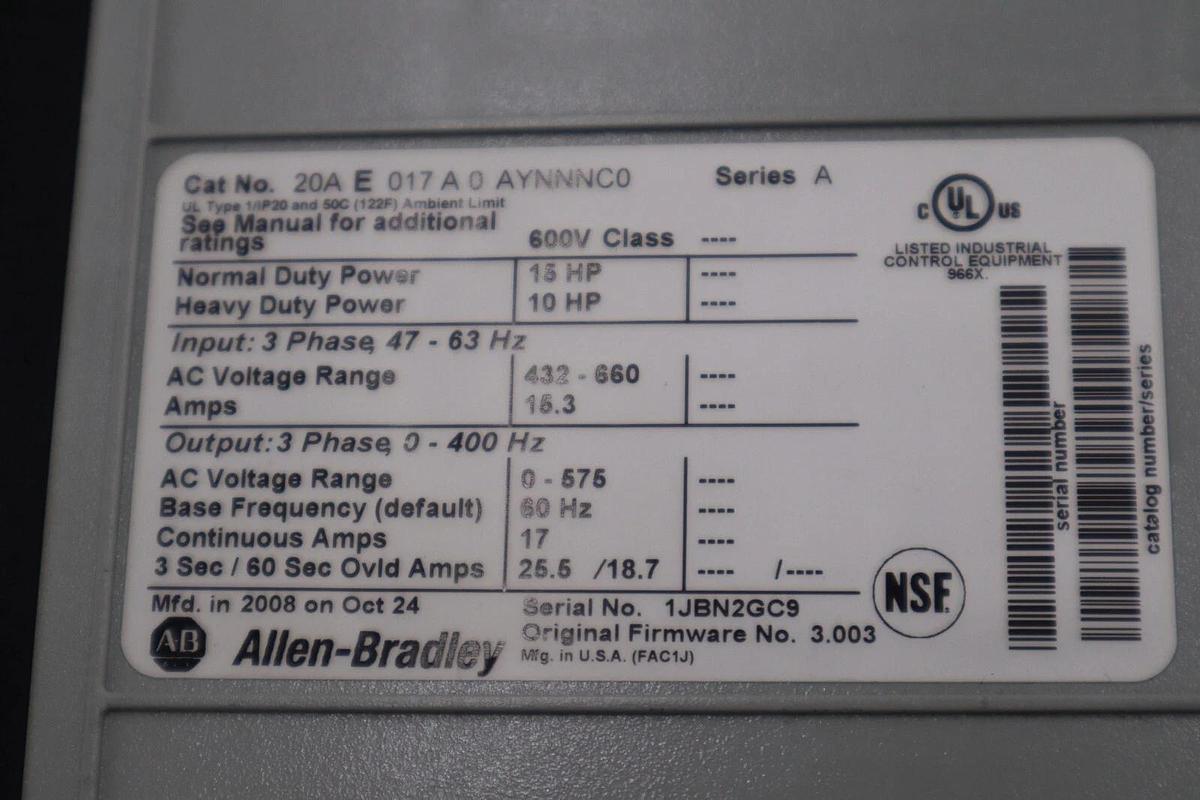 Cat No. 20A E 017 A 0 AYNNNC0 Series A
UL Type 1/IP20 and 50C (122F) Ambient Limit
See Manual for additional
ratings
600V Class ----
Normal Duty Power 15 HP ----
Heavy Duty Power 10 HP ----
Input: 3 Phase, 47 - 63 Hz
AC Voltage Range 432 - 660 ----
Amps 15.3 ----
Output: 3 Phase, 0 - 400 Hz
AC Voltage Range 0 - 575 ----
Base Frequency (default) 60 Hz ----
Continuous Amps 17 ----
3 Sec / 60 Sec Ovld Amps 25.5 /18.7 ---- /----
Mfd. in 2008 on Oct 24
Serial No. 1JBN2GC9
Original Firmware No. 3.003
Mfg. in U.S.A. (FAC1J)
AB Allen-Bradley
C UL US
LISTED INDUSTRIAL
CONTROL EQUIPMENT
966X.
serial number
catalog number/series
NSF.